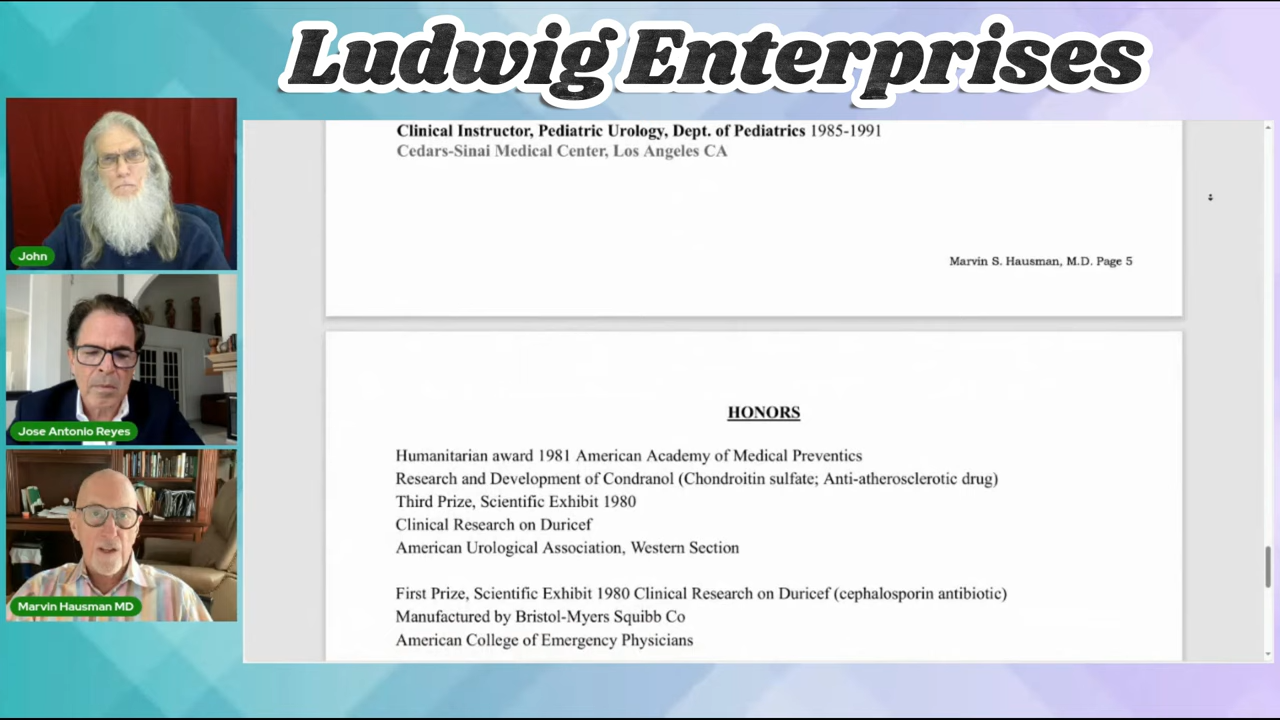 Ludwig Enterprises
John
Jose Antonio Reyes
Marvin Hausman MD
Clinical Instructor, Pediatric Urology, Dept. of Pediatrics 1985-1991
Cedars-Sinai Medical Center, Los Angeles CA
Marvin S. Hausman, M.D. Page 5
HONORS
Humanitarian award 1981 American Academy of Medical Preventics
Research and Development of Condranol (Chondroitin sulfate; Anti-atherosclerotic drug)
Third Prize, Scientific Exhibit 1980
Clinical Research on Duricef
American Urological Association, Western Section
First Prize, Scientific Exhibit 1980 Clinical Research on Duricef (cephalosporin antibiotic)
Manufactured by Bristol-Myers Squibb Co
American College of Emergency Physicians